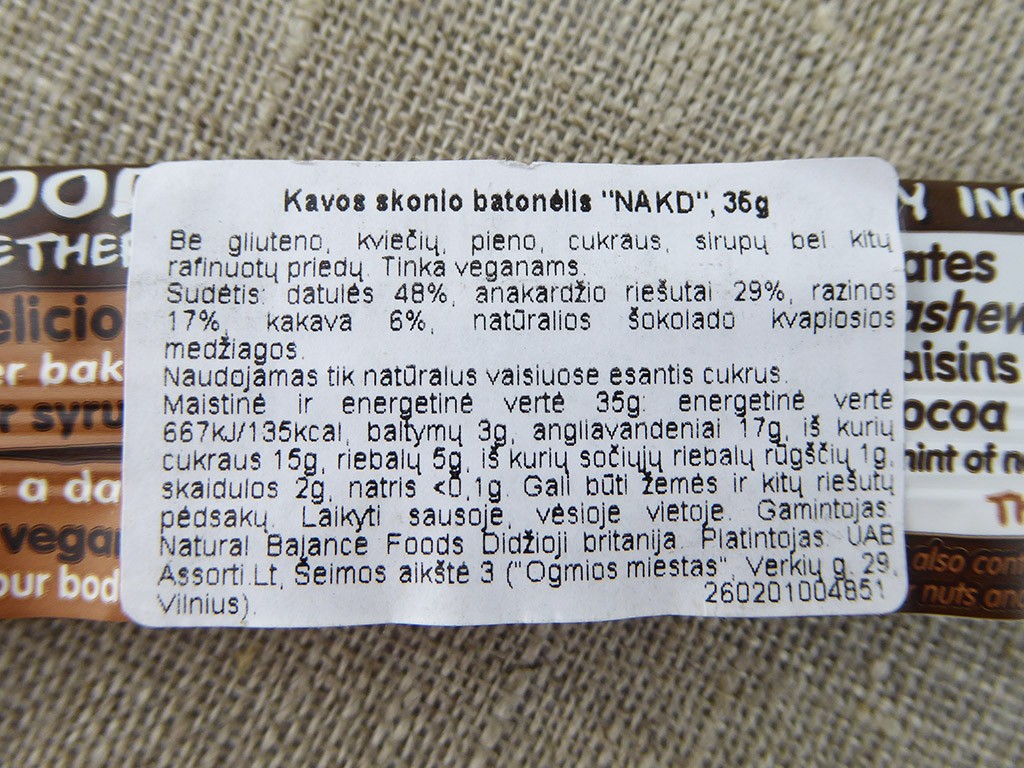 Kavos skonio batonėlis "NAKD", 35g
Be gliuteno, kviečių, pieno, cukraus, sirupų bei kitų
rafinuotų priedų. Tinka veganams.
Sudėtis: datulės 48%, anakardžio riešutai 29%, razinos
17%, kakava 6%, natūralios šokolado kvapiosios
medžiagos.
Naudojamas tik natūralus vaisiuose esantis cukrus.
Maistinė ir energetinė vertė 35g: energetinė vertė
667KJ/135kcal, baltymų 3g, angliavandeniai 17g, iš kurių
cukraus 15g, riebalų 5g, iš kurių sočiųjų riebalų rūgščių 1g,
skaidulos 2g, natris <0,1g. Gali būti žemės ir kitų riešutų
pėdsakų. Laikyti sausoje, vėsioje vietoje. Gamintojas:
Natural Balance Foods Didžioji britanija. Platintojas: UAB
Assorti.Lt, Šeimos aikštė 3 ("Ogmios miestas", Verkių g. 29,
Vilnius).
260201004851
ETHE
elicio
er bak
r syru
a da
vega
our bod
Y ING
ates
ashew
aisins
ocoa
hint of n
Th
also con
nuts an